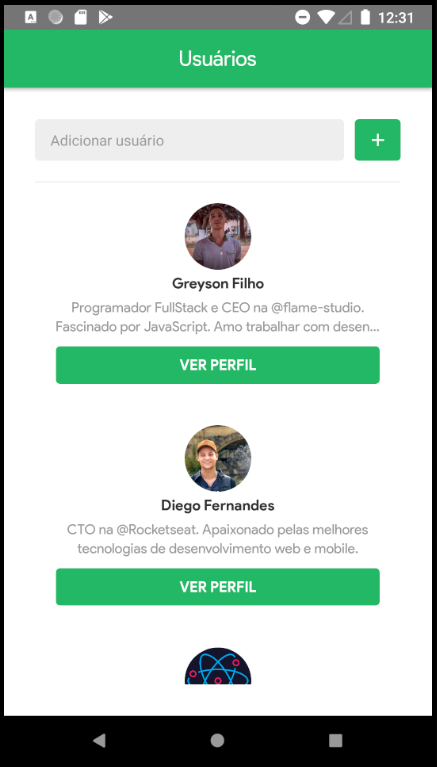 A
12:31
Usuários
Adicionar usuário
+
Greyson Filho
Programador FullStack e CEO na @flame-studio.
Fascinado por JavaScript. Amo trabalhar com desen...
VER PERFIL
Diego Fernandes
CTO na @Rocketseat. Apaixonado pelas melhores
tecnologias de desenvolvimento web e mobile.
VER PERFIL